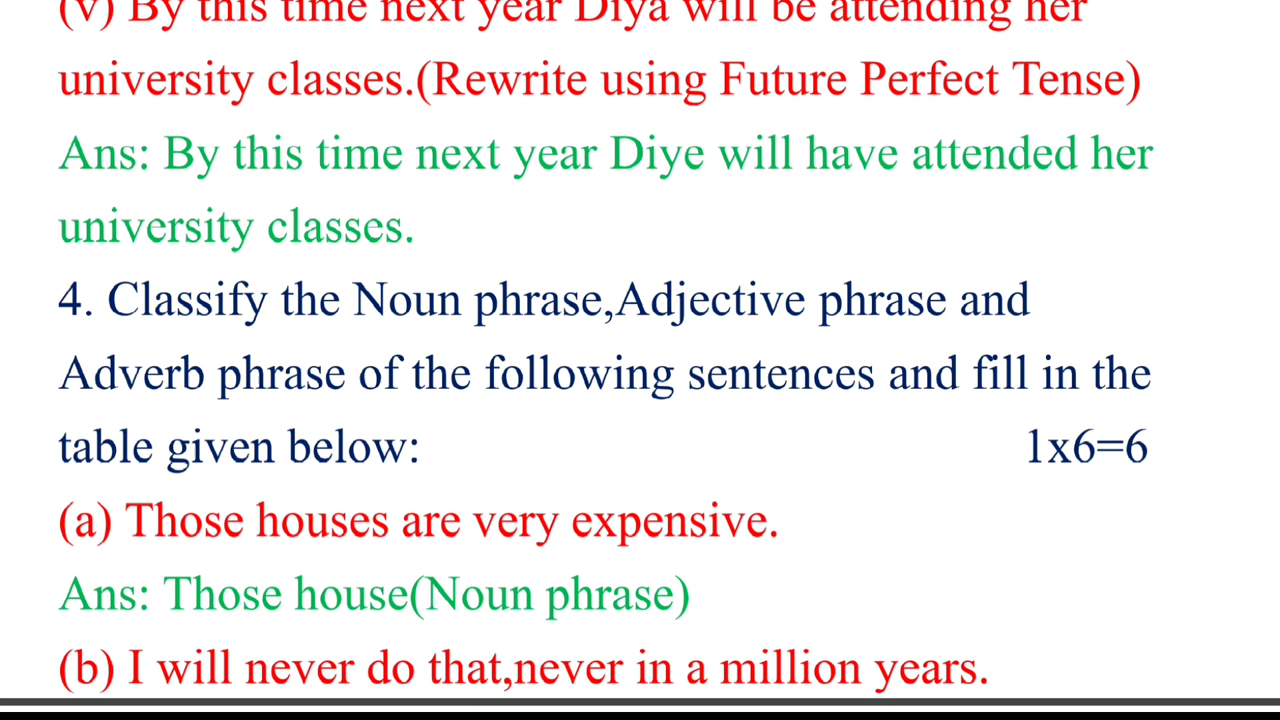 (v) By this time next year Diya will be attending her
university classes.(Rewrite using Future Perfect Tense)
Ans: By this time next year Diye will have attended her
university classes.
4. Classify the Noun phrase,Adjective phrase and
Adverb phrase of the following sentences and fill in the
table given below: 1x6=6
(a) Those houses are very expensive.
Ans: Those house(Noun phrase)
(b) I will never do that,never in a million years.